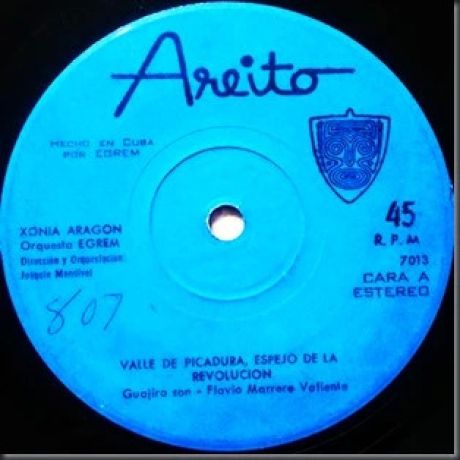 Areito
HECHO EN CUBA
POR EGREM
XONIA ARAGON
Orquesta EGREM
Dirección y Orquestación
Joaquín Mendivel
807
45
R. P. M
7013
CARA A
ESTEREO
VALLE DE PICADURA, ESPEJO DE LA
REVOLUCION
Guajira son - Flavio Marrero Valiente